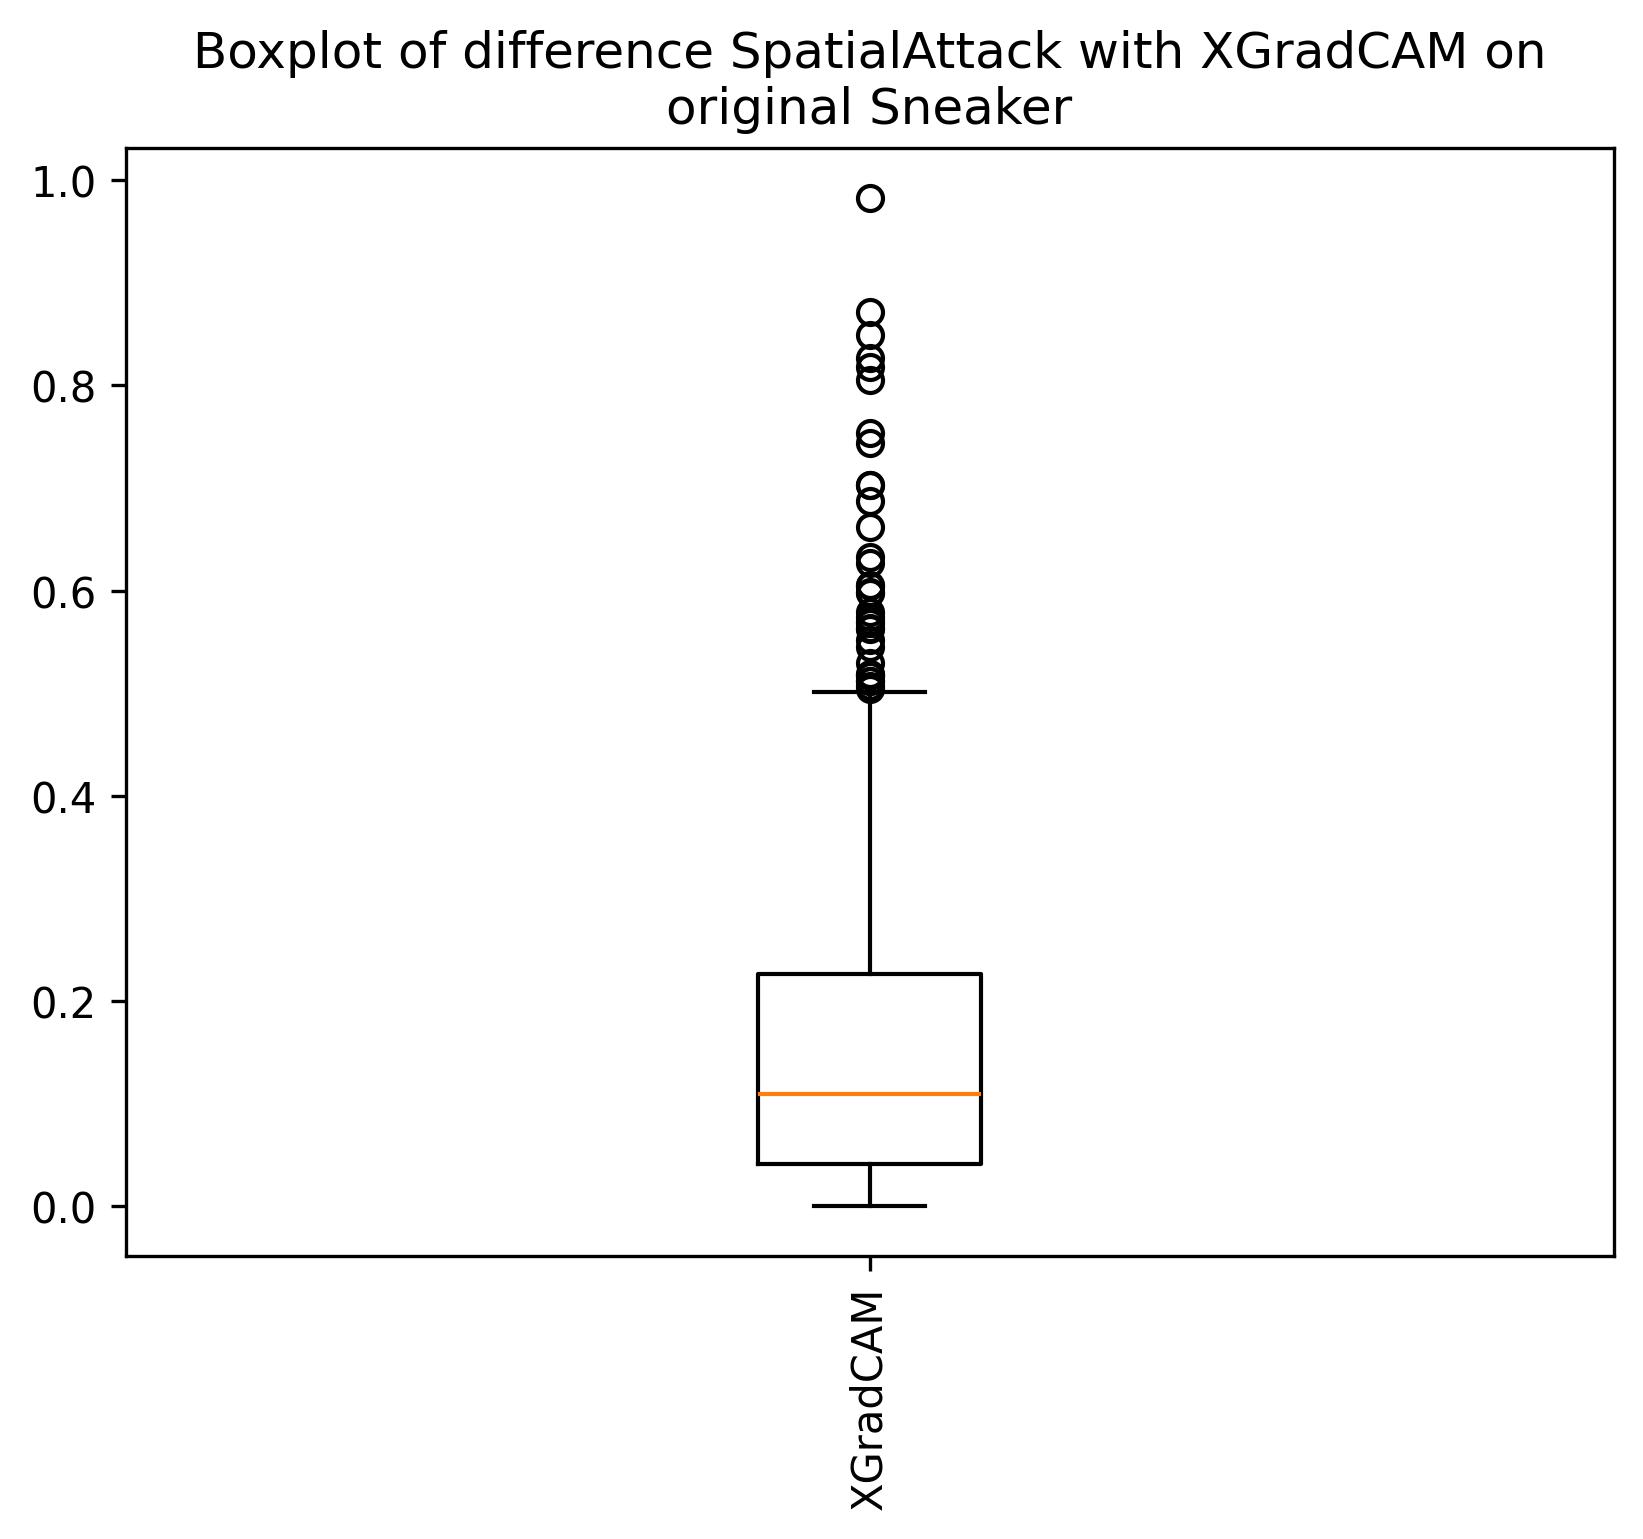 Boxplot of difference SpatialAttack with XGradCAM on
original Sneaker
1.0
0.8
0.6
0.4
0.2
0.0
XGradCAM